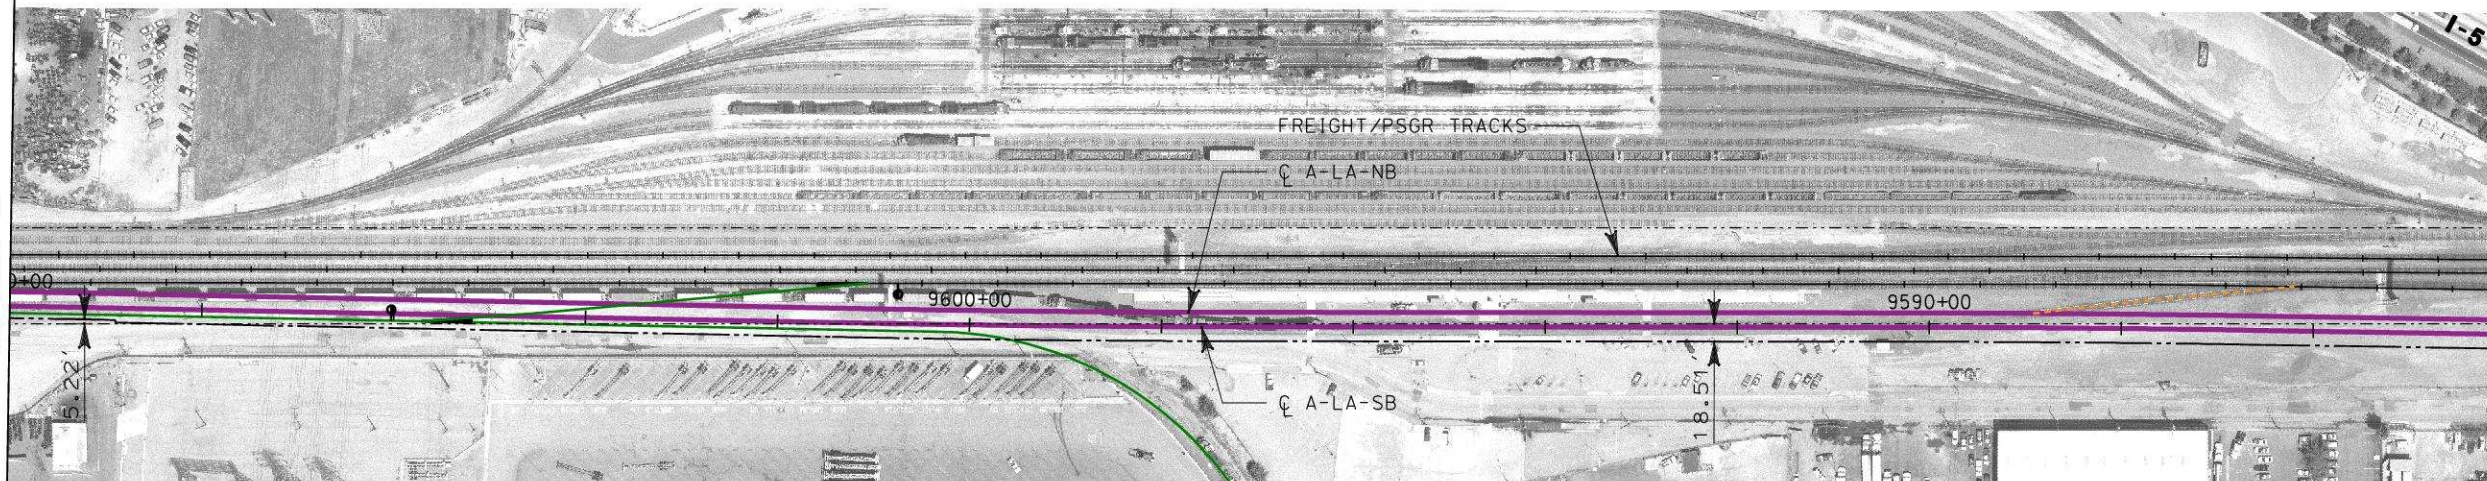 I-5
FREIGHT/PSGR TRACKS
℄ A-LA-NB
0+00
9600+00
9590+00
5.22'
18.51'
℄ A-LA-SB